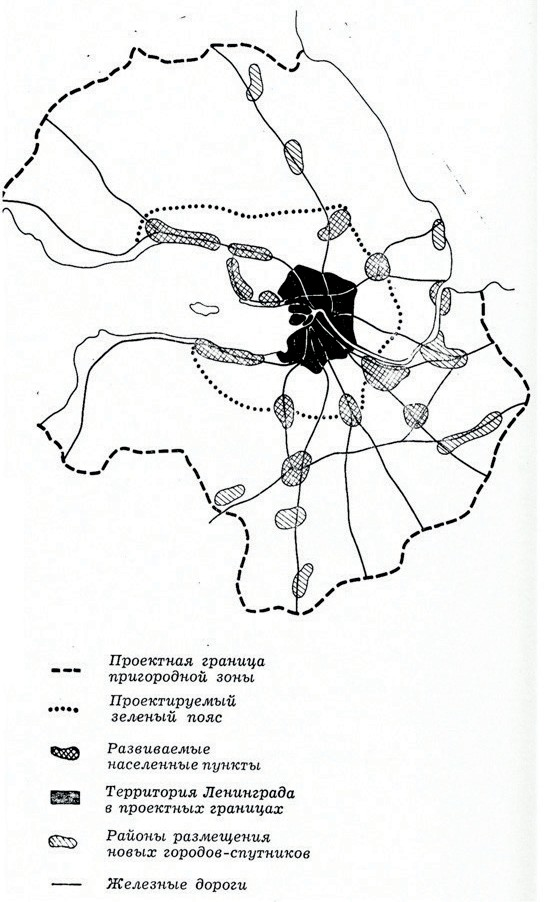 Проектная граница
пригородной зоны
Проектируемый
зеленый пояс
Развиваемые
населенные пункты
Территория Ленинграда
в проектных границах
Районы размещения
новых городов-спутников
Железные дороги